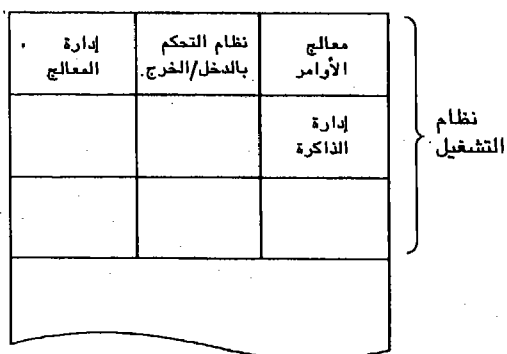 معالج
الأوامر
نظام التحكم
بالدخل/الخرج.
إدارة
المعالج
إدارة
الذاكرة
نظام
التشغيل